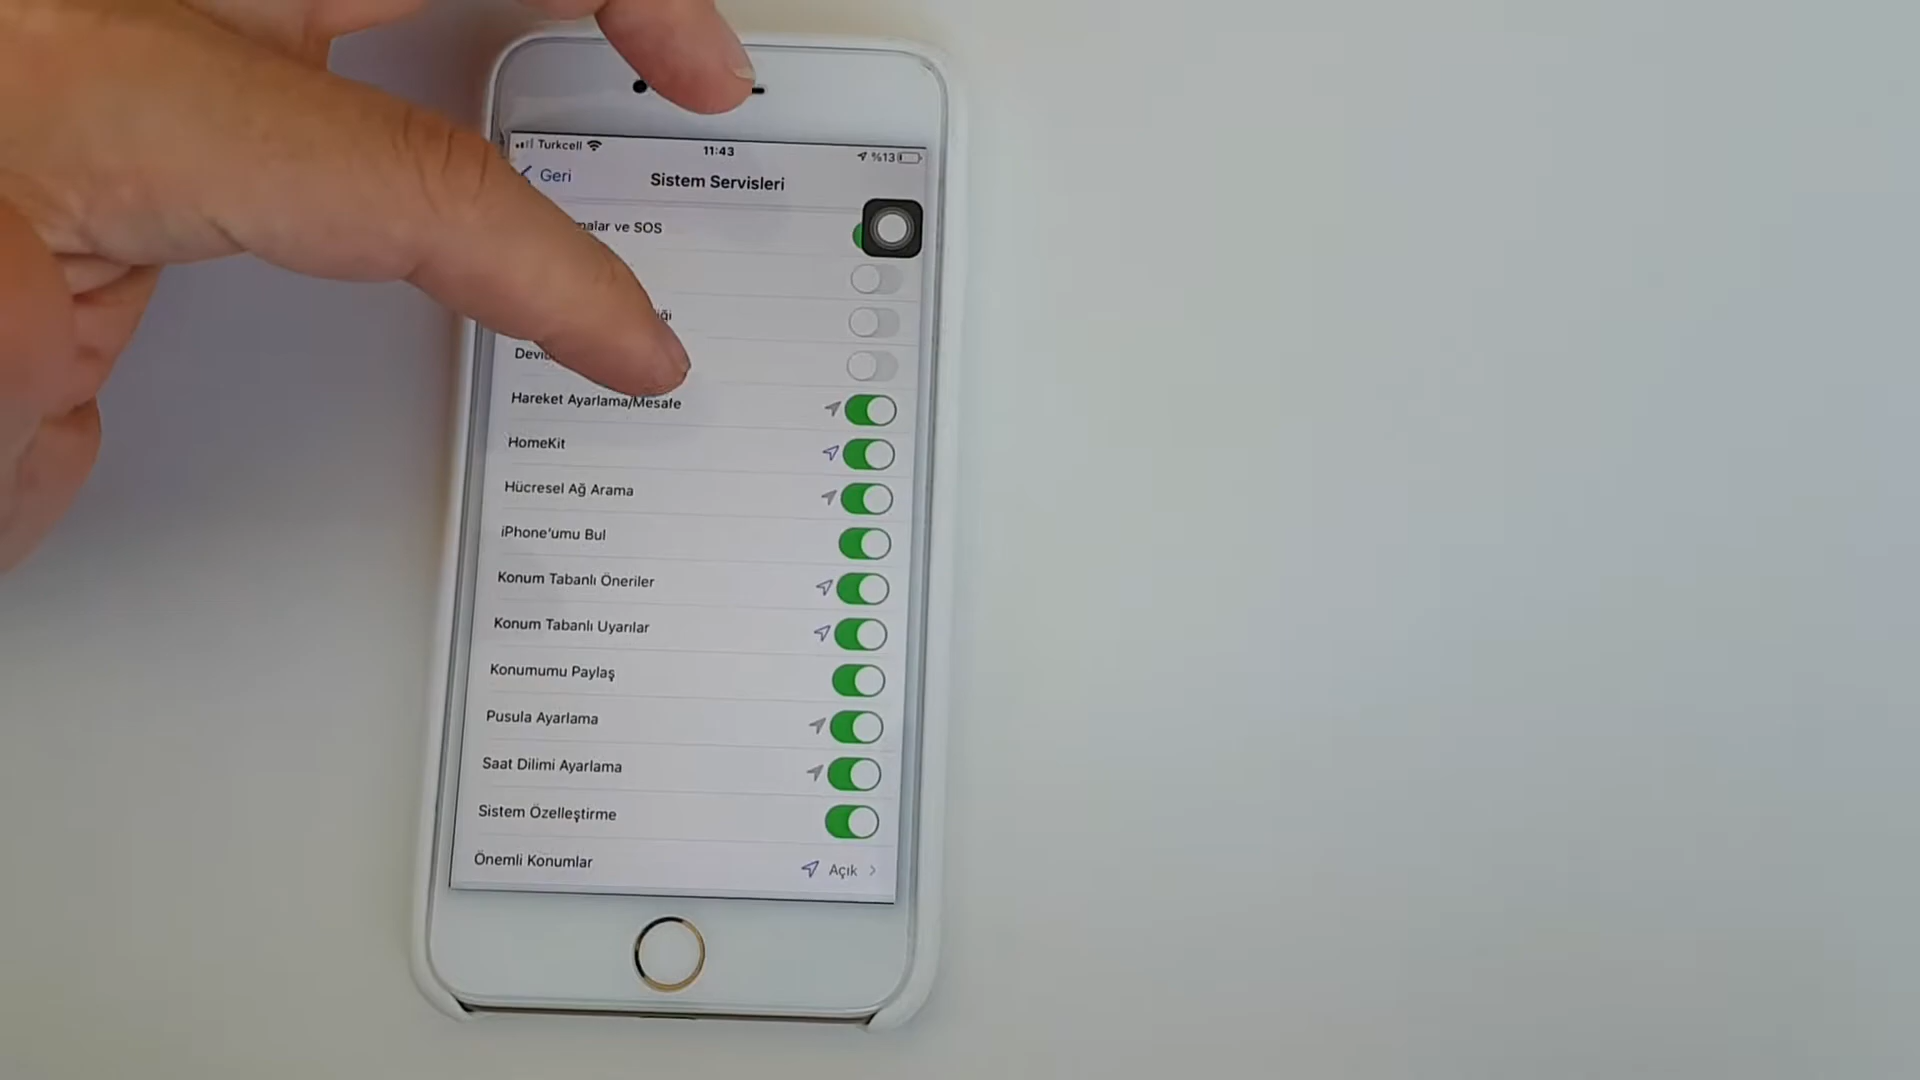 Turkcell 11:43 %13
Geri Sistem Servisleri
ve SOS
Hareket Ayarlama/Mesafe
HomeKit
Hücresel Ağ Arama
iPhone'umu Bul
Konum Tabanlı Öneriler
Konum Tabanlı Uyarılar
Konumumu Paylaş
Pusula Ayarlama
Saat Dilimi Ayarlama
Sistem Özelleştirme
Önemli Konumlar Açık